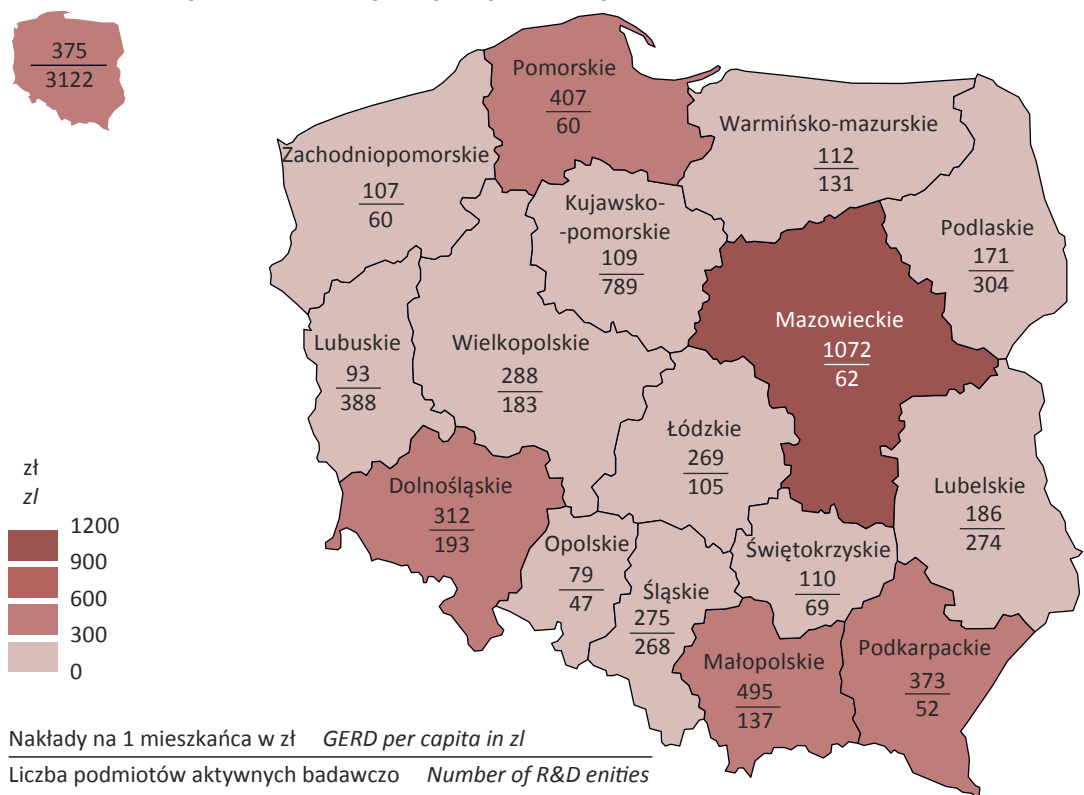 375
3122
Pomorskie
407
60
Warmińsko-mazurskie
112
131
Zachodniopomorskie
107
60
Kujawsko-
-pomorskie
109
789
Podlaskie
171
304
Mazowieckie
1072
62
Lubuskie
93
388
Wielkopolskie
288
183
Łódzkie
269
105
Dolnośląskie
312
193
Lubelskie
186
274
Opolskie
79
47
Śląskie
275
268
Świętokrzyskie
110
69
Małopolskie
495
137
Podkarpackie
373
52
zł
zl
1200
900
600
300
0
Nakłady na 1 mieszkańca w zł GERD per capita in zl
Liczba podmiotów aktywnych badawczo Number of R&D enities